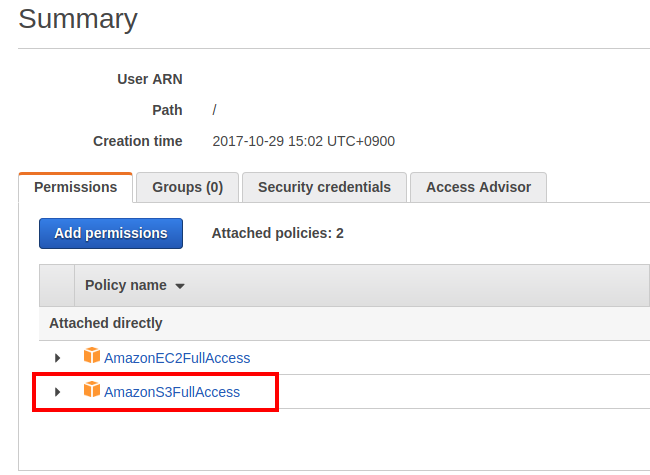 Summary
User ARN
Path /
Creation time 2017-10-29 15:02 UTC+0900
Permissions Groups (0) Security credentials Access Advisor
Add permissions Attached policies: 2
Policy name
Attached directly
AmazonEC2FullAccess
AmazonS3FullAccess